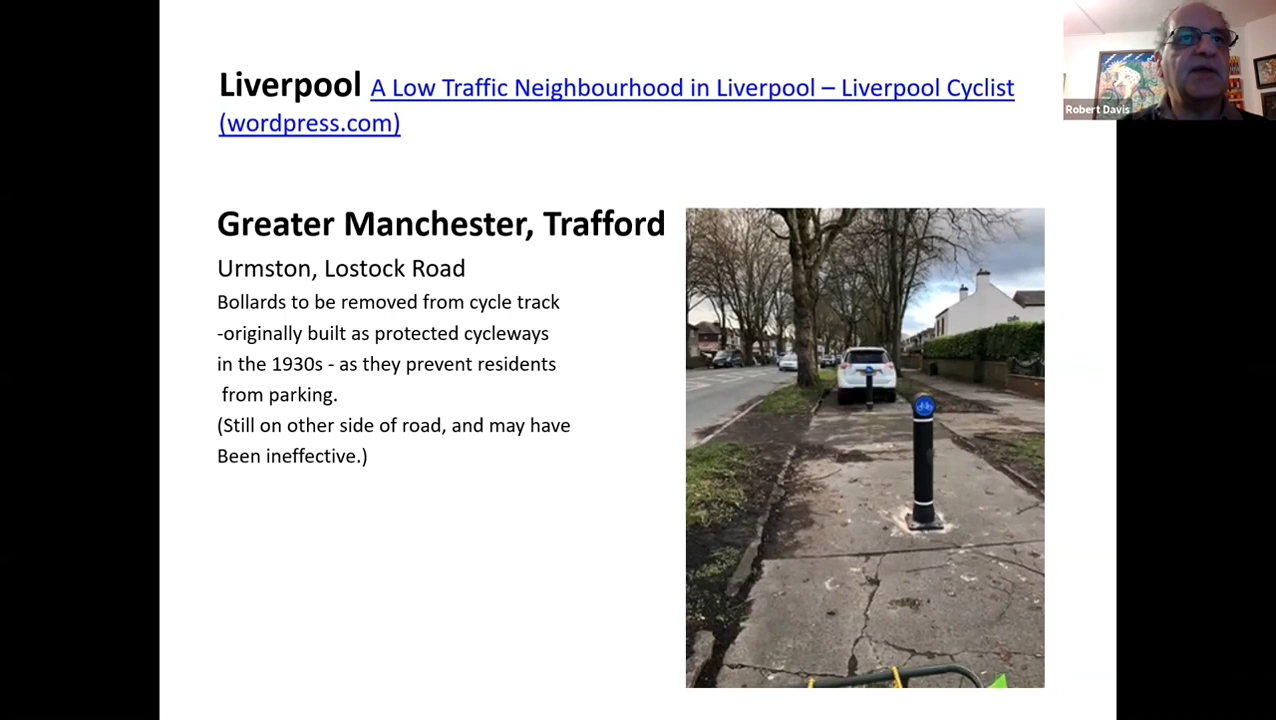 Liverpool A Low Traffic Neighbourhood in Liverpool – Liverpool Cyclist
(wordpress.com)
Robert Davis
Greater Manchester, Trafford
Urmston, Lostock Road
Bollards to be removed from cycle track
-originally built as protected cycleways
in the 1930s - as they prevent residents
from parking.
(Still on other side of road, and may have
Been ineffective.)